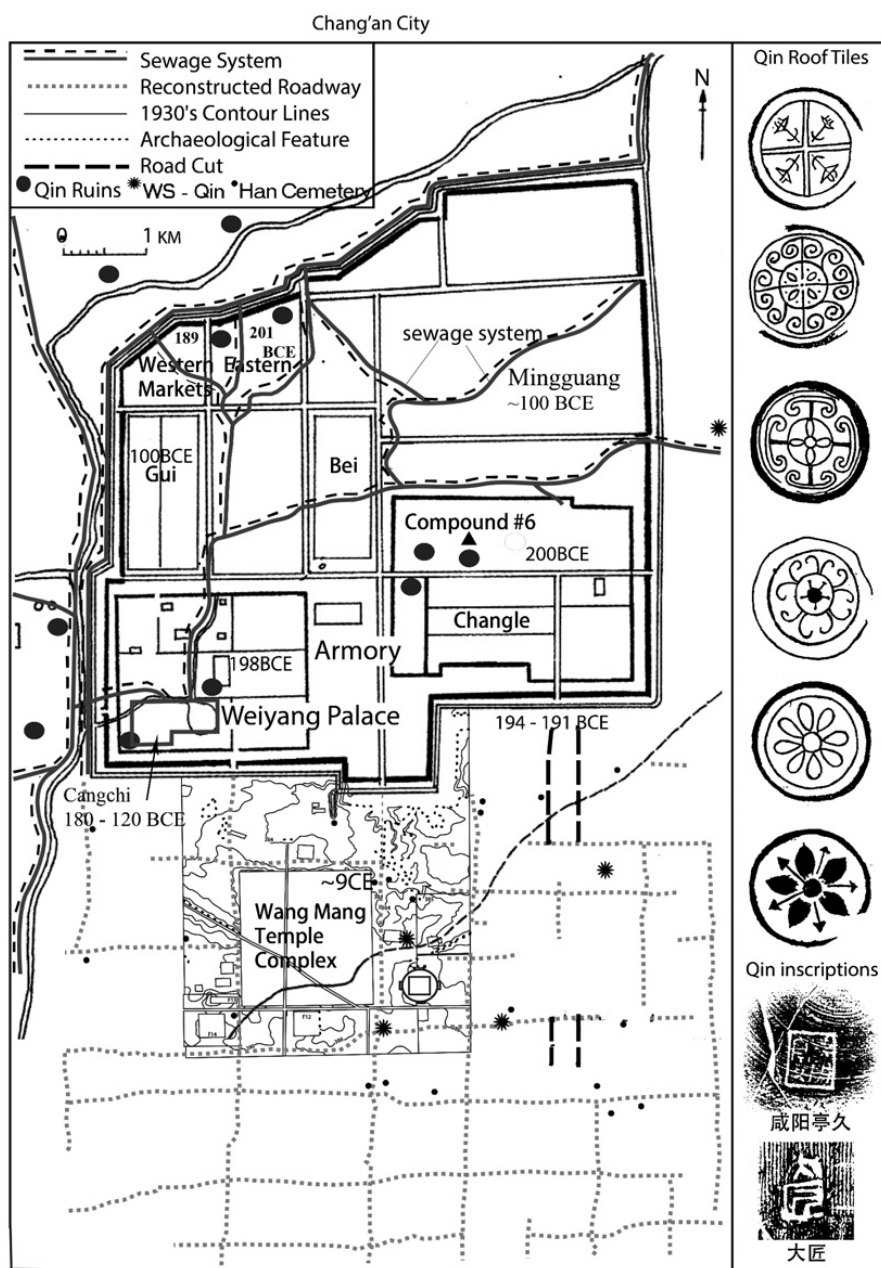 Chang'an City
Sewage System
Reconstructed Roadway
1930's Contour Lines
Archaeological Feature
Road Cut
Qin Ruins WS - Qin Han Cemetery
0 1 KM
N
189
201
BCE
Western Eastern
Markets
sewage system
Mingguang
~100 BCE
100BCE
Gui
Bei
Compound #6
200BCE
Changle
Armory
198BCE
Weiyang Palace
194 - 191 BCE
Cangchi
180 - 120 BCE
~9CE
Wang Mang
Temple
Complex
F14
F12
Qin Roof Tiles
Qin inscriptions
咸阳亭久
大匠